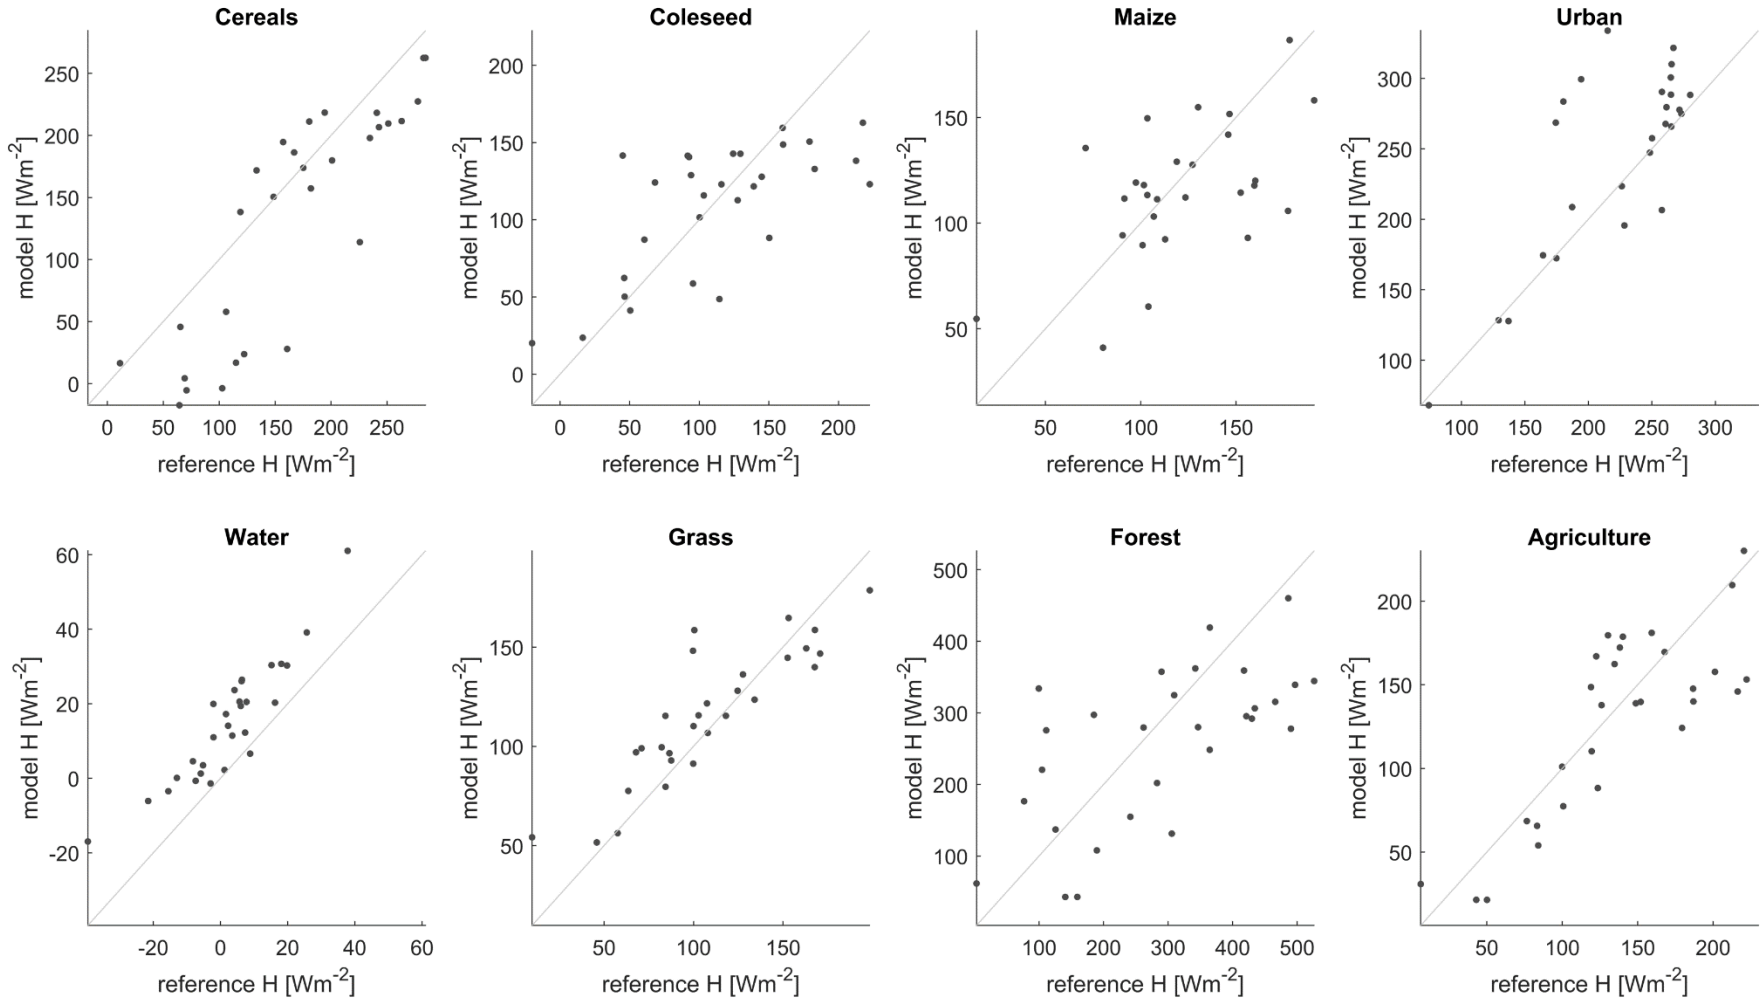 Cereals
model H [Wm⁻²]
250
200
150
100
50
0
0 50 100 150 200 250
reference H [Wm⁻²]
Coleseed
model H [Wm⁻²]
200
150
100
50
0
0 50 100 150 200
reference H [Wm⁻²]
Maize
model H [Wm⁻²]
150
100
50
50 100 150
reference H [Wm⁻²]
Urban
model H [Wm⁻²]
300
250
200
150
100
100 150 200 250 300
reference H [Wm⁻²]
Water
model H [Wm⁻²]
60
40
20
0
-20
-20 0 20 40 60
reference H [Wm⁻²]
Grass
model H [Wm⁻²]
150
100
50
50 100 150
reference H [Wm⁻²]
Forest
model H [Wm⁻²]
500
400
300
200
100
100 200 300 400 500
reference H [Wm⁻²]
Agriculture
model H [Wm⁻²]
200
150
100
50
50 100 150 200
reference H [Wm⁻²]